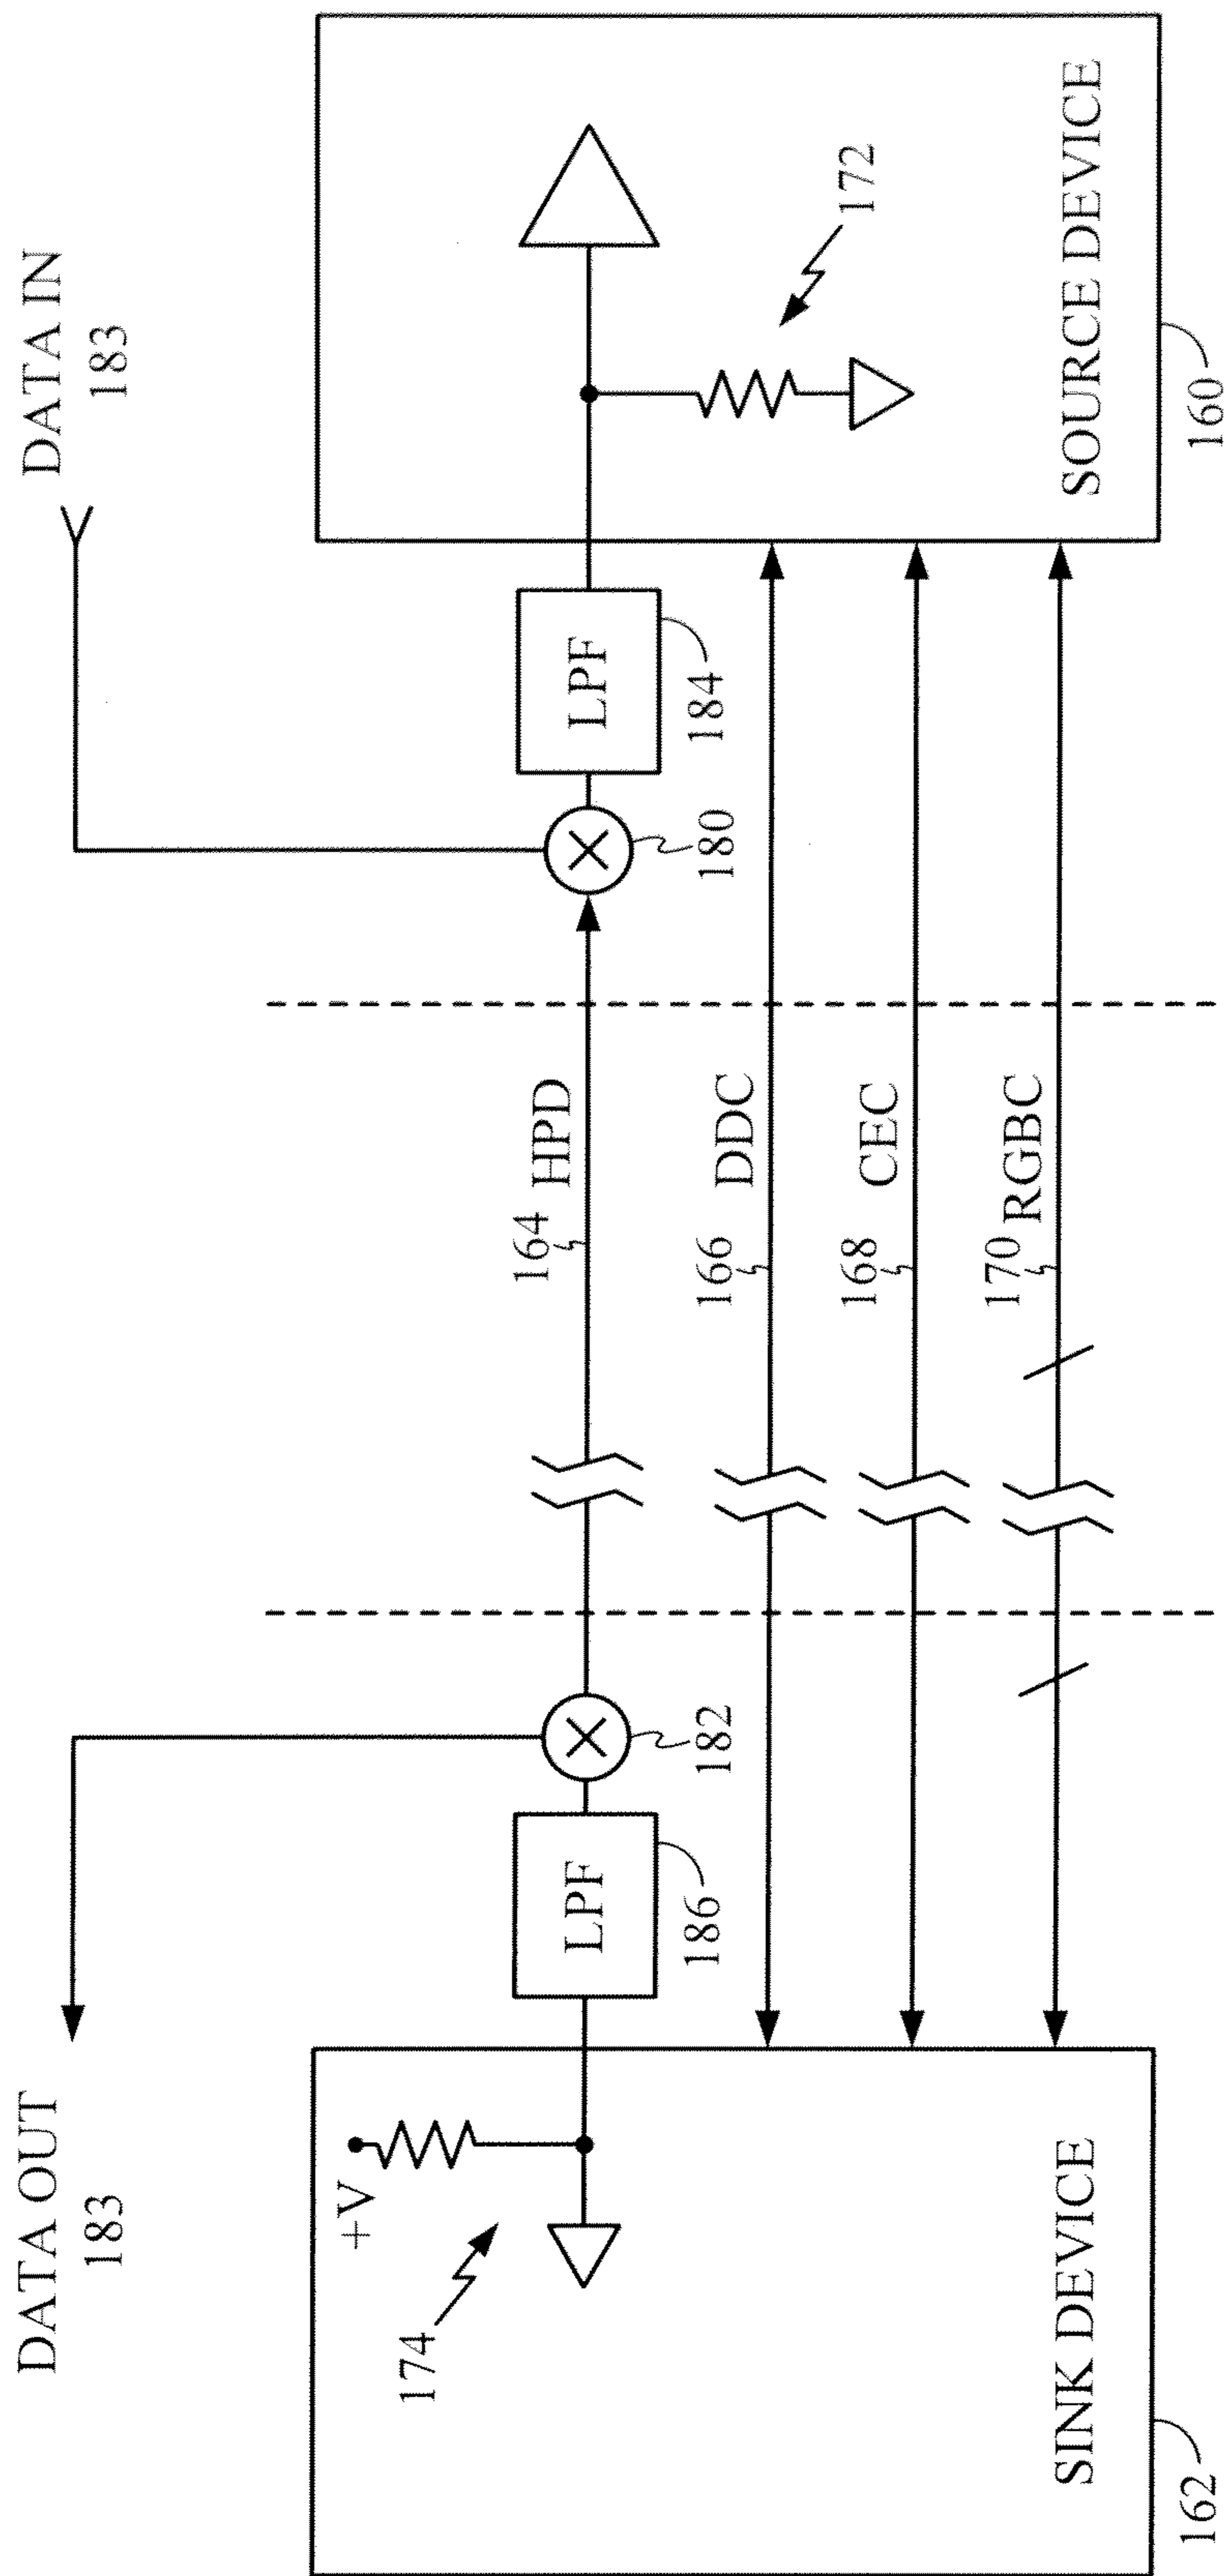 DATA OUT
183
DATA IN
183
+V
174
LPF
186
182
164
HPD
180
LPF
184
172
166
DDC
168
CEC
170
RGBC
SINK DEVICE
162
SOURCE DEVICE
160